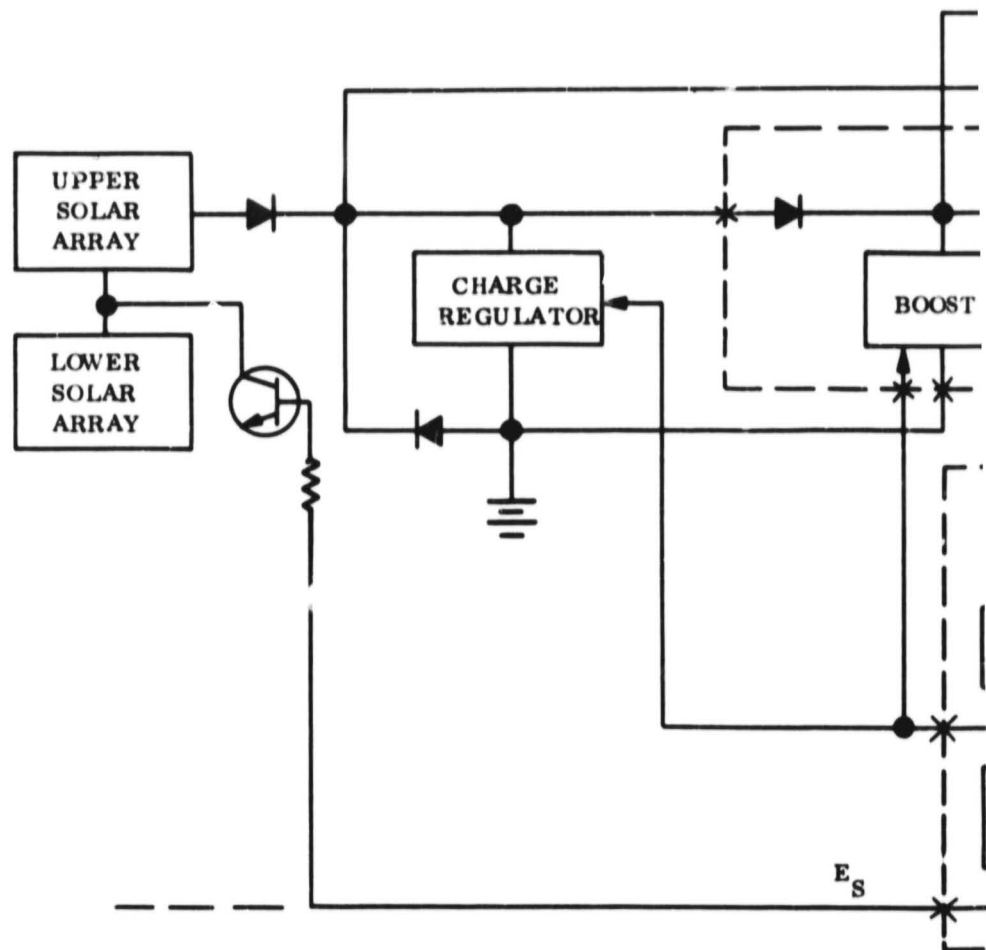 UPPER
SOLAR
ARRAY
CHARGE
REGULATOR
BOOST
LOWER
SOLAR
ARRAY
E_S